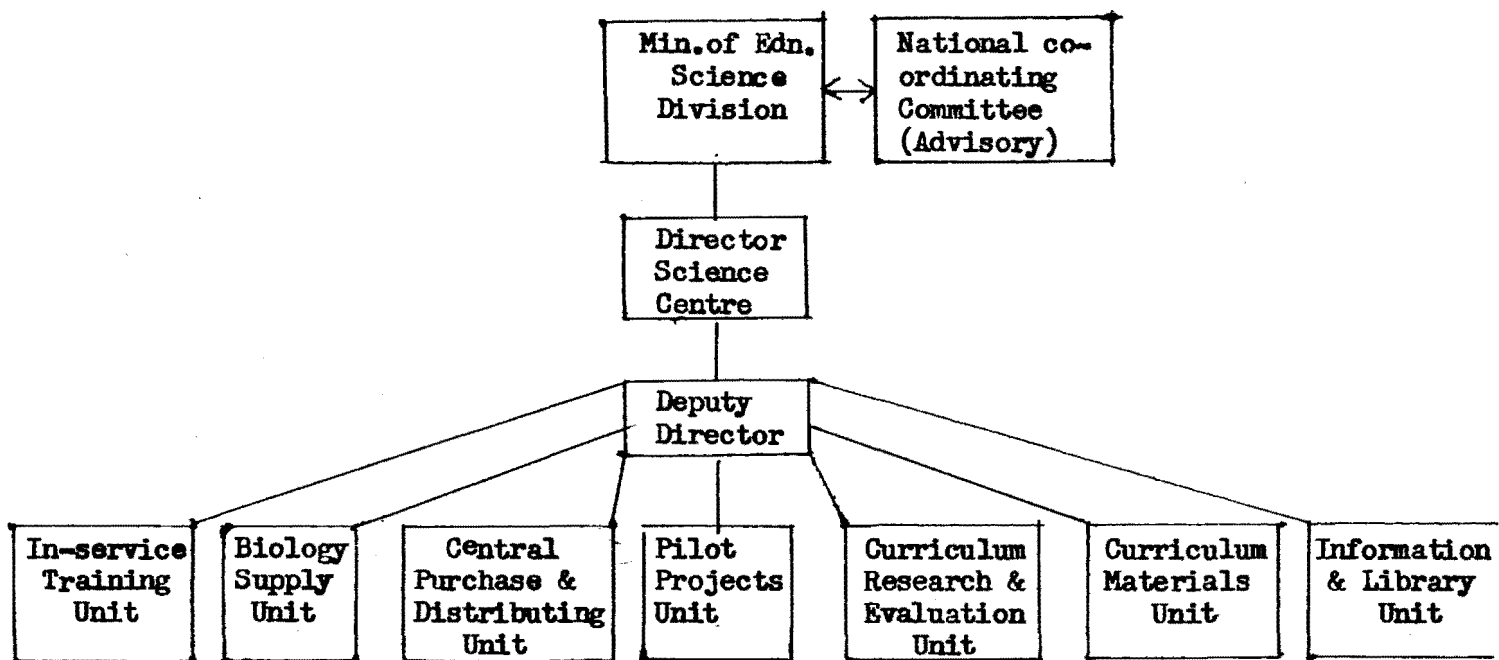 Min.of Edn.
Science
Division
National co-
ordinating
Committee
(Advisory)
Director
Science
Centre
Deputy
Director
In-service
Training
Unit
Biology
Supply
Unit
Central
Purchase &
Distributing
Unit
Pilot
Projects
Unit
Curriculum
Research &
Evaluation
Unit
Curriculum
Materials
Unit
Information
& Library
Unit